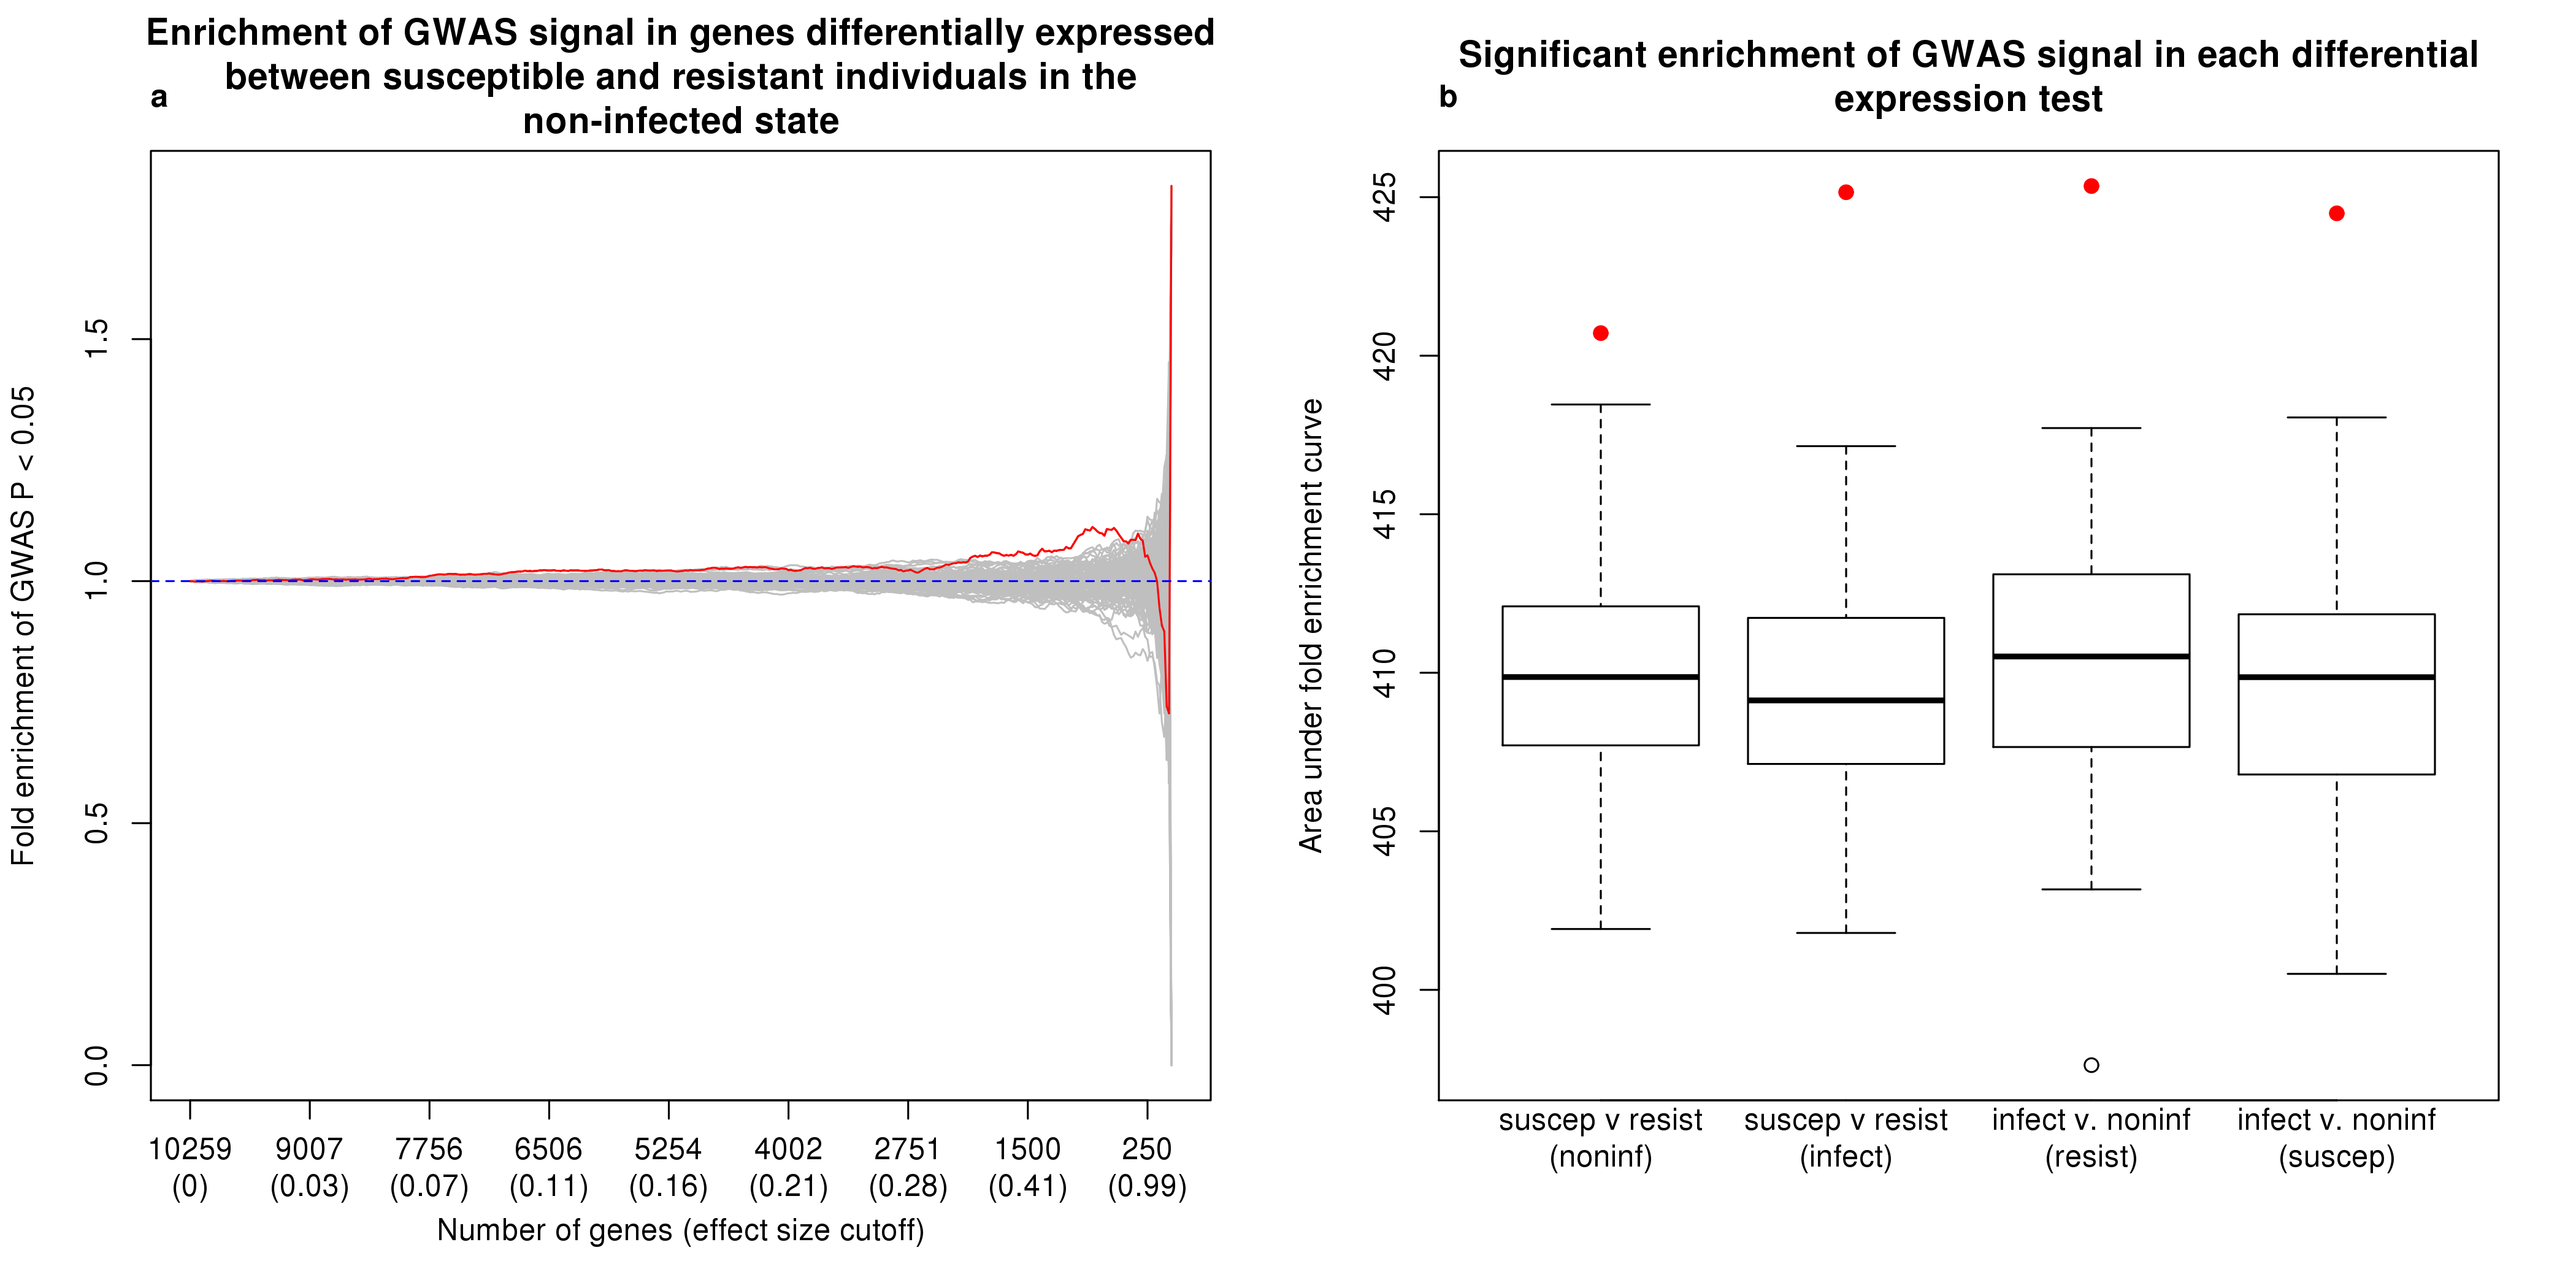 Enrichment of GWAS signal in genes differentially expressed
between susceptible and resistant individuals in the
non-infected state
a
Fold enrichment of GWAS P < 0.05
1.5
1.0
0.5
0.0
10259 9007 7756 6506 5254 4002 2751 1500 250
(0) (0.03) (0.07) (0.11) (0.16) (0.21) (0.28) (0.41) (0.99)
Number of genes (effect size cutoff)
Significant enrichment of GWAS signal in each differential
expression test
b
Area under fold enrichment curve
425
420
415
410
405
400
suscep v resist suscep v resist infect v. noninf infect v. noninf
(noninf) (infect) (resist) (suscep)